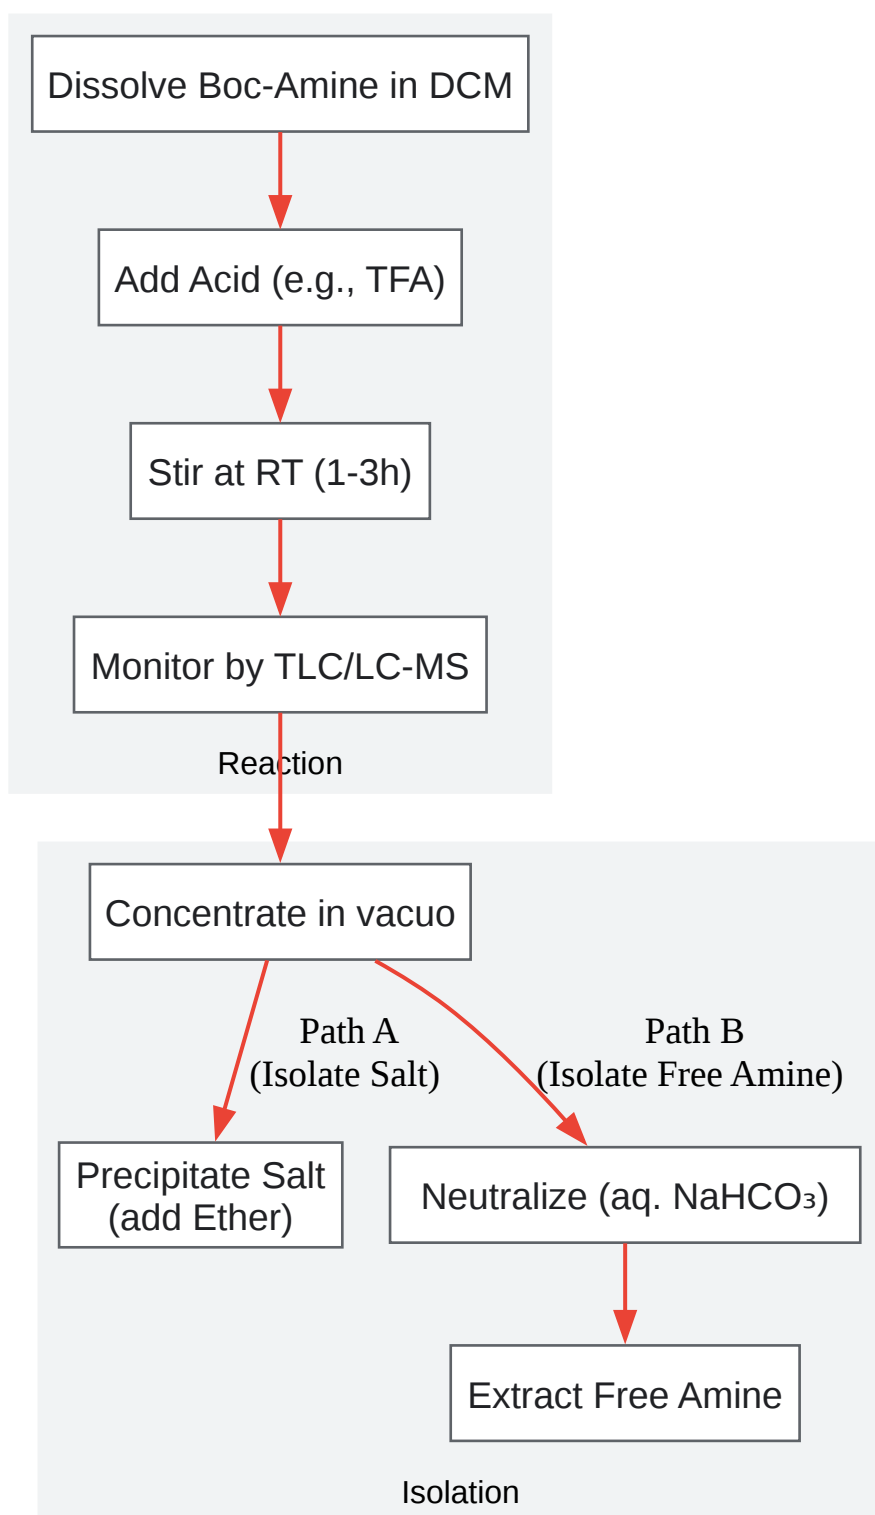 Dissolve Boc-Amine in DCM
Add Acid (e.g., TFA)
Stir at RT (1-3h)
Monitor by TLC/LC-MS
Reaction
Concentrate in vacuo
Path A
(Isolate Salt)
Path B
(Isolate Free Amine)
Precipitate Salt
(add Ether)
Neutralize (aq. NaHCO₃)
Extract Free Amine
Isolation